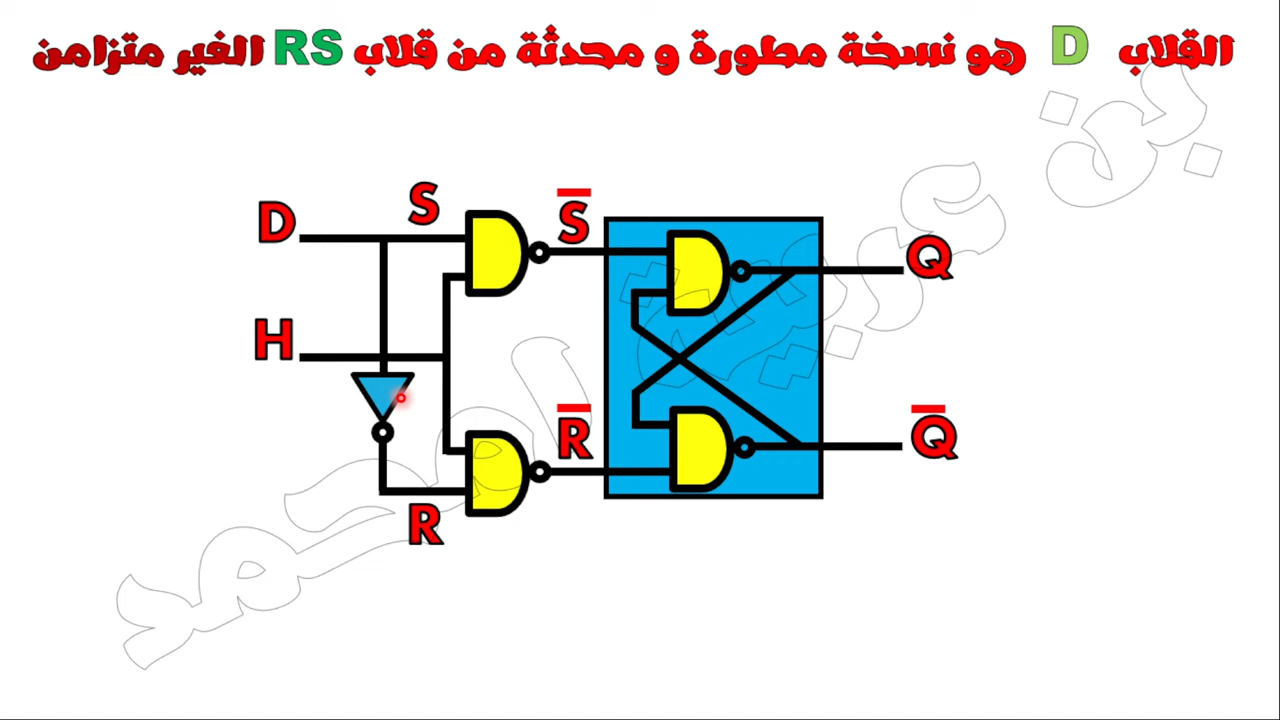 القلاب D هو نسخة مطورة و محدثة من قلاب RS الغير متزامن
D
S
S̅
Q
H
R̅
Q̅
R